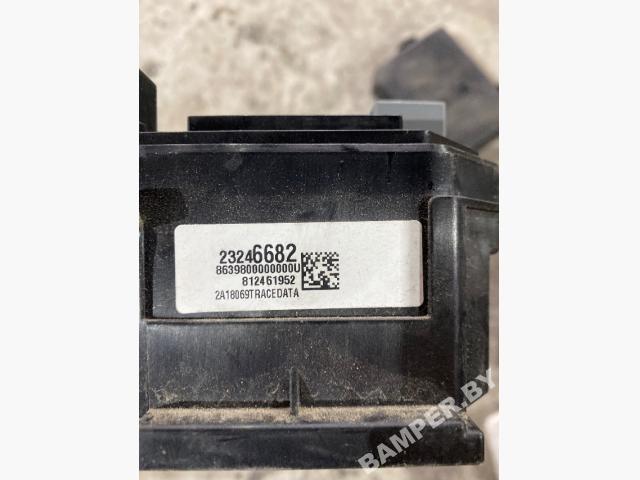 23246682
8639800000000U
812461952
2A18069TRACEDATA
BAMPER.BY